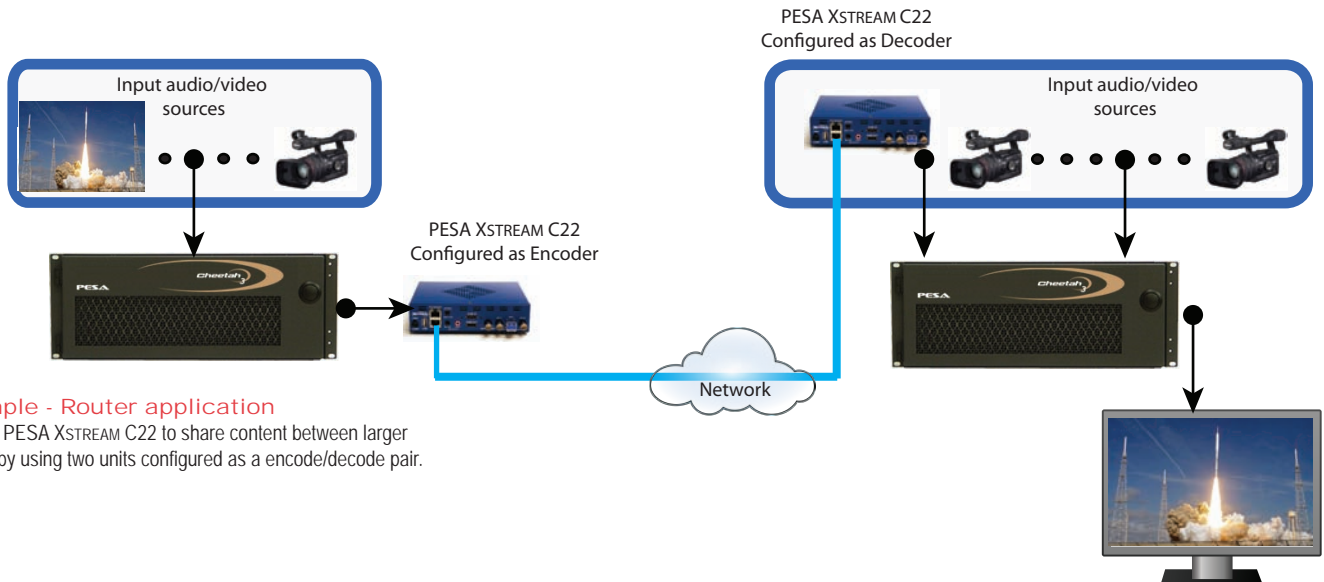 PESA XSTREAM C22
Configured as Decoder
Input audio/video
sources
Input audio/video
sources
PESA XSTREAM C22
Configured as Encoder
Cheetah
3
PESA
Cheetah
3
PESA
Network
ple - Router application
PESA XSTREAM C22 to share content between larger
by using two units configured as a encode/decode pair.